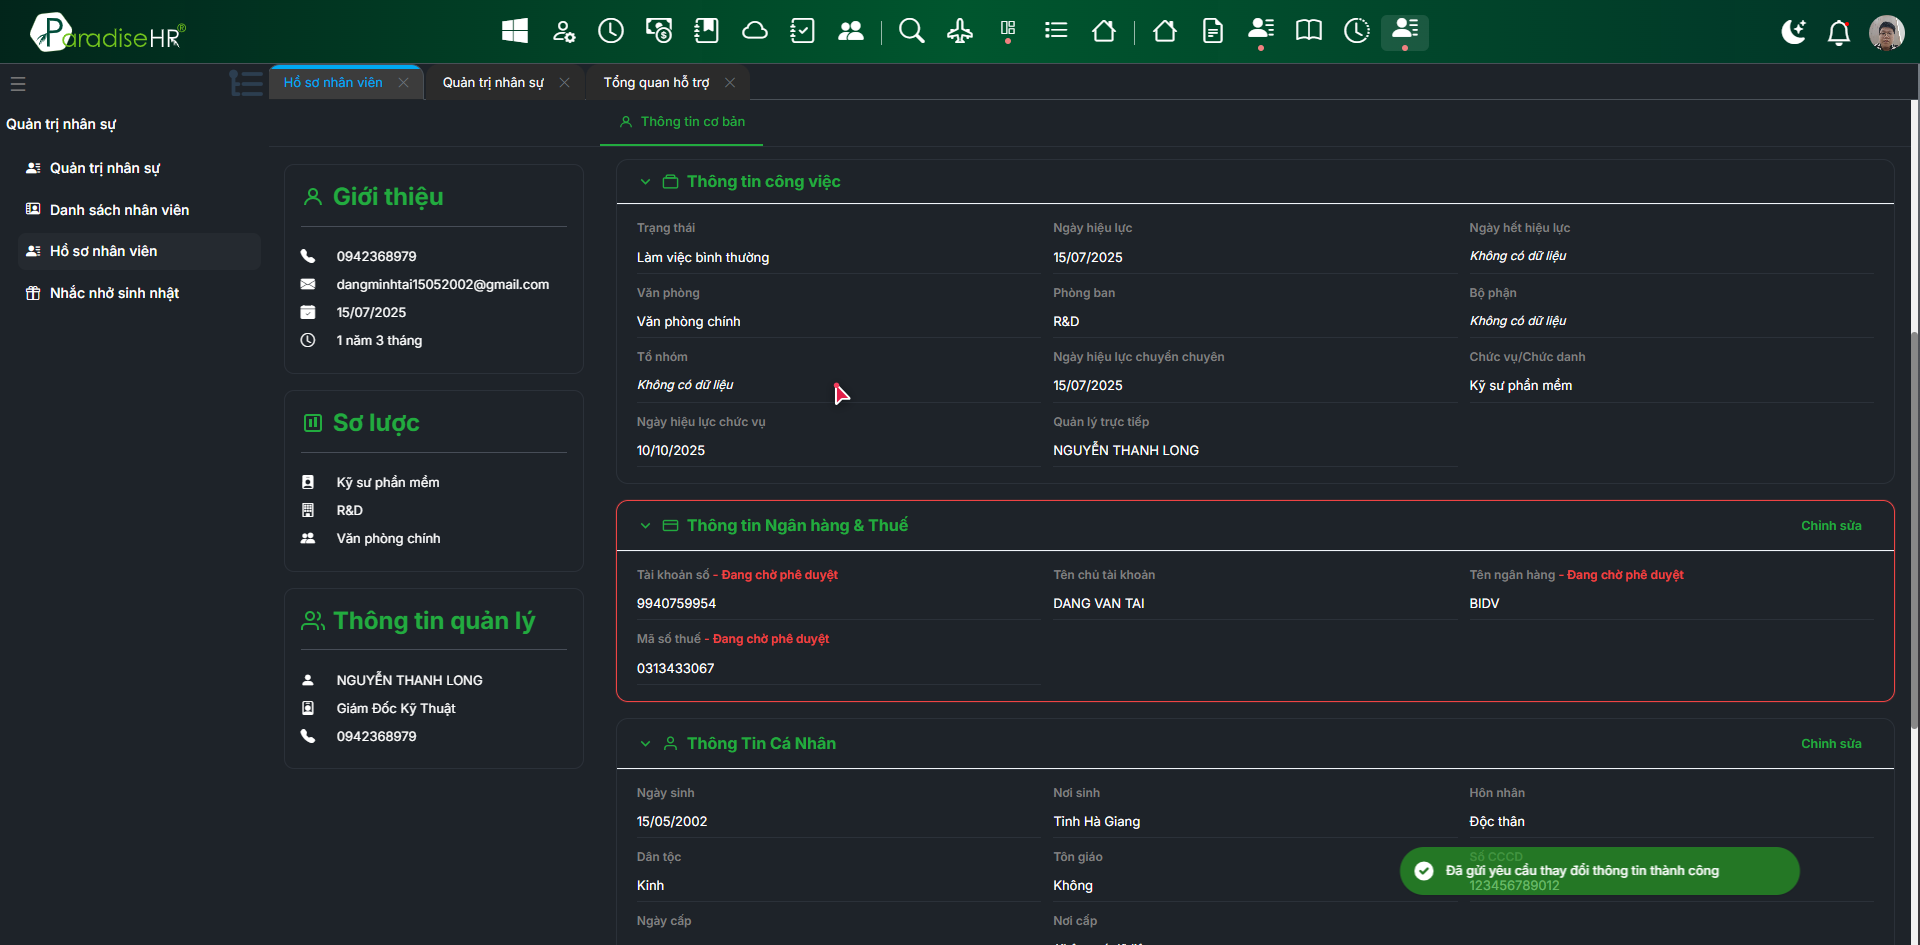 ParadiseHR®
Hồ sơ nhân viên
Quản trị nhân sự
Tổng quan hỗ trợ
Quản trị nhân sự
Quản trị nhân sự
Danh sách nhân viên
Hồ sơ nhân viên
Nhắc nhở sinh nhật
Thông tin cơ bản
Giới thiệu
0942368979
dangminhtai15052002@gmail.com
15/07/2025
1 năm 3 tháng
Sơ lược
Kỹ sư phần mềm
R&D
Văn phòng chính
Thông tin quản lý
NGUYỄN THANH LONG
Giám Đốc Kỹ Thuật
0942368979
Thông tin công việc
Trạng thái
Làm việc bình thường
Ngày hiệu lực
15/07/2025
Ngày hết hiệu lực
Không có dữ liệu
Văn phòng
Văn phòng chính
Phòng ban
R&D
Bộ phận
Không có dữ liệu
Tổ nhóm
Không có dữ liệu
Ngày hiệu lực chuyển chuyên
15/07/2025
Chức vụ/Chức danh
Kỹ sư phần mềm
Ngày hiệu lực chức vụ
10/10/2025
Quản lý trực tiếp
NGUYỄN THANH LONG
Thông tin Ngân hàng & Thuế
Chỉnh sửa
Tài khoản số - Đang chờ phê duyệt
9940759954
Tên chủ tài khoản
DANG VAN TAI
Tên ngân hàng - Đang chờ phê duyệt
BIDV
Mã số thuế - Đang chờ phê duyệt
0313433067
Thông Tin Cá Nhân
Chỉnh sửa
Ngày sinh
15/05/2002
Nơi sinh
Tỉnh Hà Giang
Hôn nhân
Độc thân
Dân tộc
Kinh
Tôn giáo
Không
Số CCCD
123456789012
Đã gửi yêu cầu thay đổi thông tin thành công
Ngày cấp
Nơi cấp